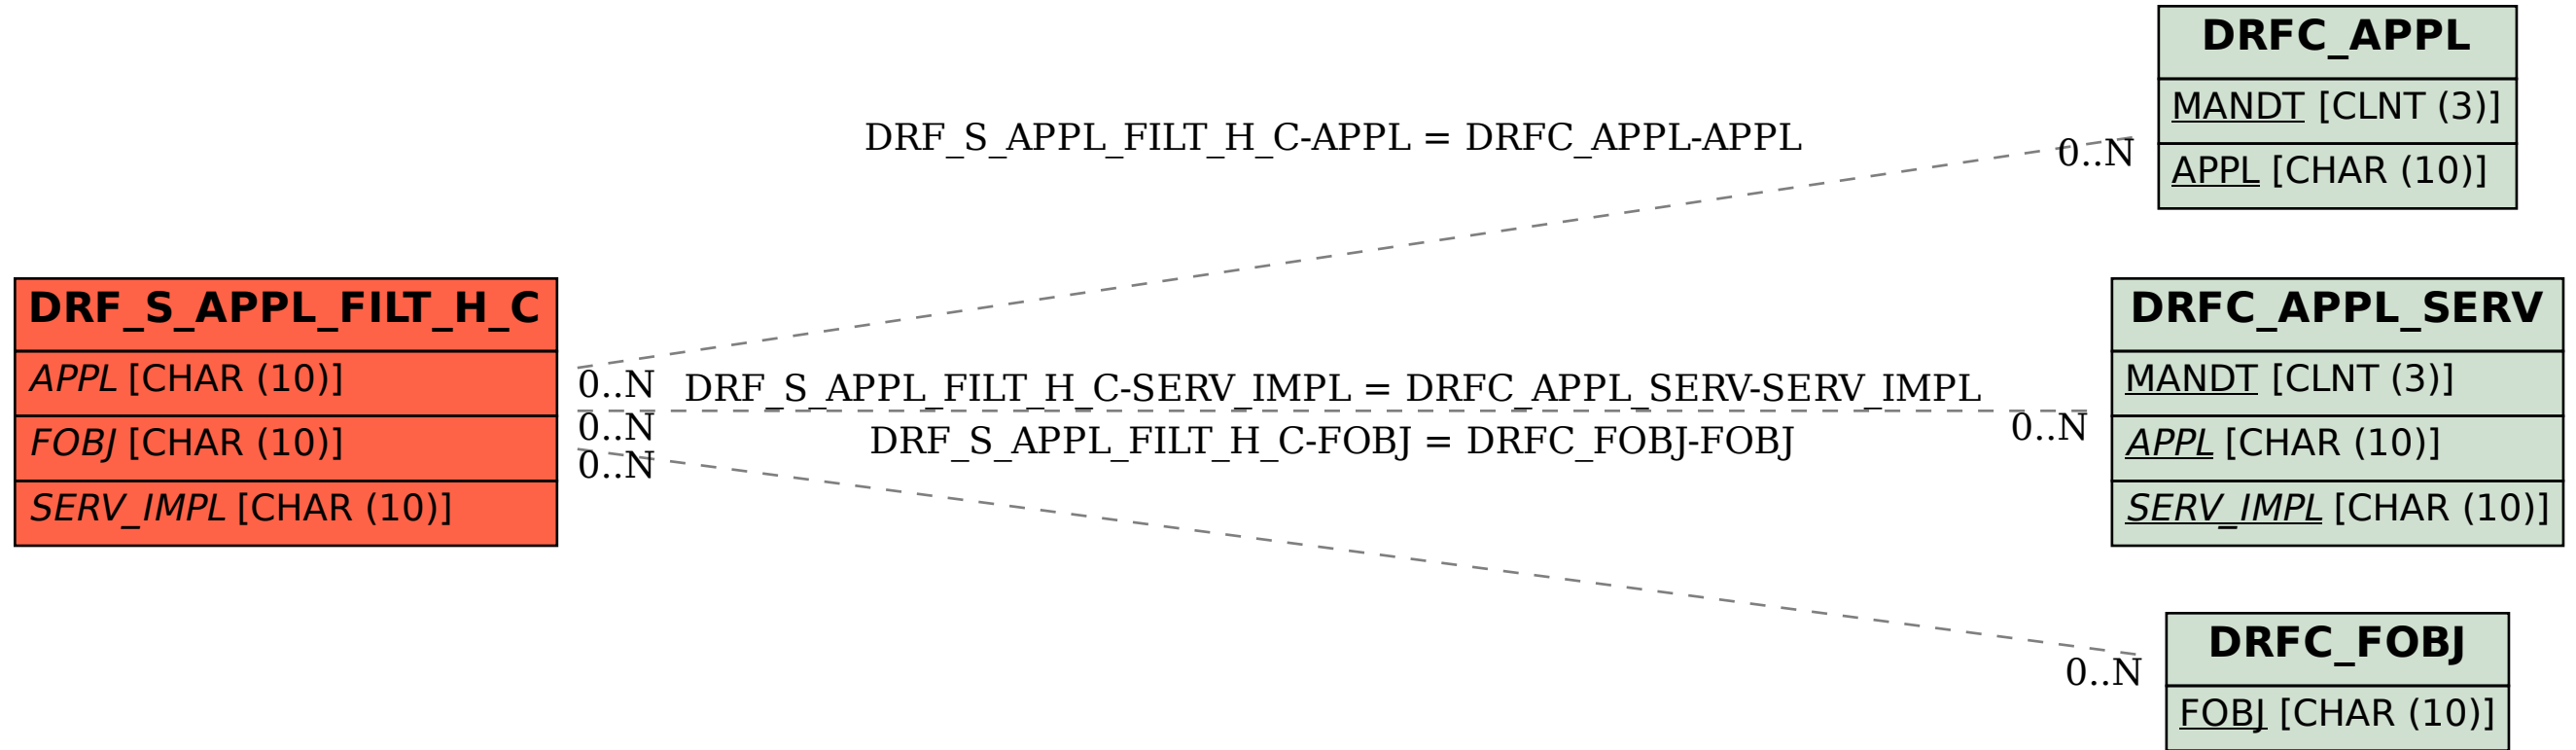 DRFC_APPL
MANDT [CLNT (3)]
APPL [CHAR (10)]
DRF_S_APPL_FILT_H_C-APPL = DRFC_APPL-APPL
0..N
DRF_S_APPL_FILT_H_C
APPL [CHAR (10)]
FOBJ [CHAR (10)]
SERV_IMPL [CHAR (10)]
0..N
DRF_S_APPL_FILT_H_C-SERV_IMPL = DRFC_APPL_SERV-SERV_IMPL
0..N
0..N
DRF_S_APPL_FILT_H_C-FOBJ = DRFC_FOBJ-FOBJ
0..N
DRFC_APPL_SERV
MANDT [CLNT (3)]
APPL [CHAR (10)]
SERV_IMPL [CHAR (10)]
0..N
DRFC_FOBJ
FOBJ [CHAR (10)]